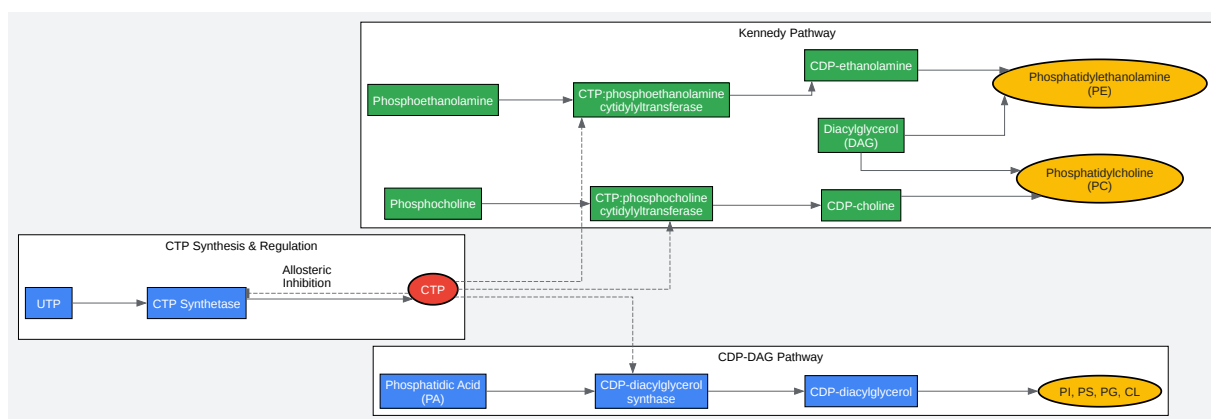 Kennedy Pathway
CDP-ethanolamine
Phosphatidylethanolamine
(PE)
Phosphoethanolamine
CTP:phosphoethanolamine
cytidylyltransferase
Diacylglycerol
(DAG)
Phosphatidylcholine
(PC)
Phosphocholine
CTP:phosphocholine
cytidylyltransferase
CDP-choline
CTP Synthesis & Regulation
Allosteric
Inhibition
UTP
CTP Synthetase
CTP
CDP-DAG Pathway
Phosphatidic Acid
(PA)
CDP-diacylglycerol
synthase
CDP-diacylglycerol
PI, PS, PG, CL